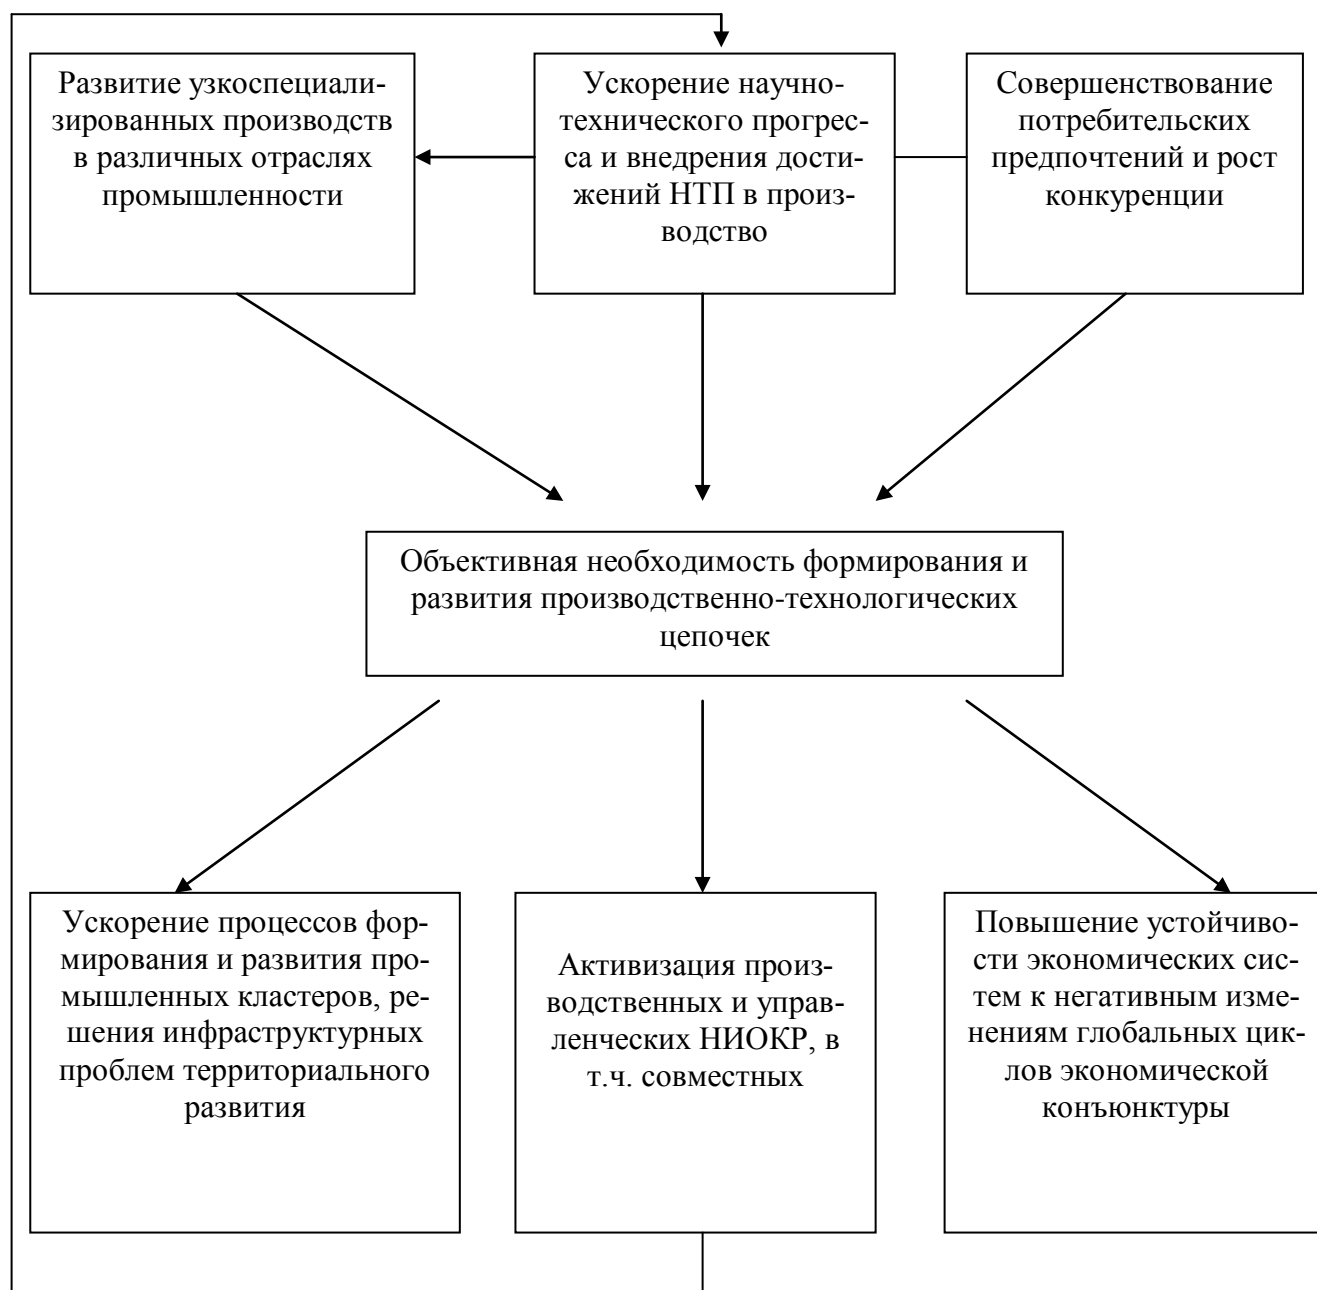 Развитие узкоспециали-
зированных производств
в различных отраслях
промышленности
Ускорение научно-
технического прогрес-
са и внедрения дости-
жений НТП в произ-
водство
Совершенствование
потребительских
предпочтений и рост
конкуренции
Объективная необходимость формирования и
развития производственно-технологических
цепочек
Ускорение процессов фор-
мирования и развития про-
мышленных кластеров, ре-
шения инфраструктурных
проблем территориального
развития
Активизация произ-
водственных и управ-
ленческих НИОКР, в
т.ч. совместных
Повышение устойчиво-
сти экономических сис-
тем к негативным изме-
нениям глобальных цик-
лов экономической
конъюнктуры